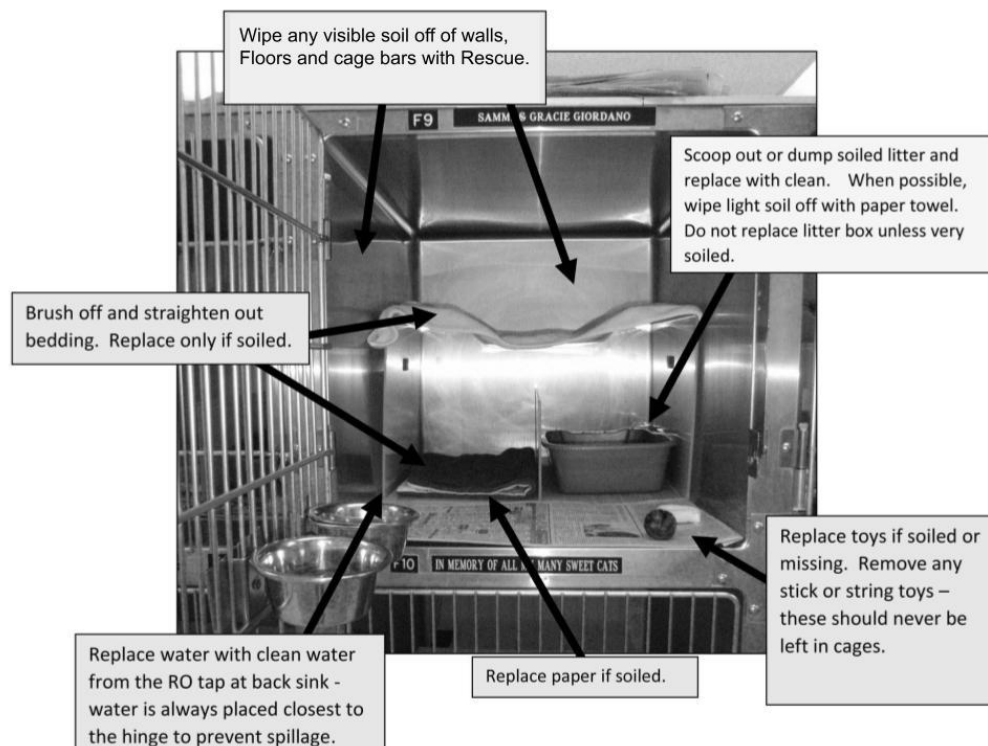 Wipe any visible soil off of walls,
Floors and cage bars with Rescue.
F9
Scoop out or dump soiled litter and
replace with clean. When possible,
wipe light soil off with paper towel.
Do not replace litter box unless very
soiled.
Brush off and straighten out
bedding. Replace only if soiled.
Replace toys if soiled or
missing. Remove any
stick or string toys –
these should never be
left in cages.
F10 IN MEMORY OF ALL MY MANY SWEET CATS
Replace water with clean water
from the RO tap at back sink -
water is always placed closest to
the hinge to prevent spillage.
Replace paper if soiled.